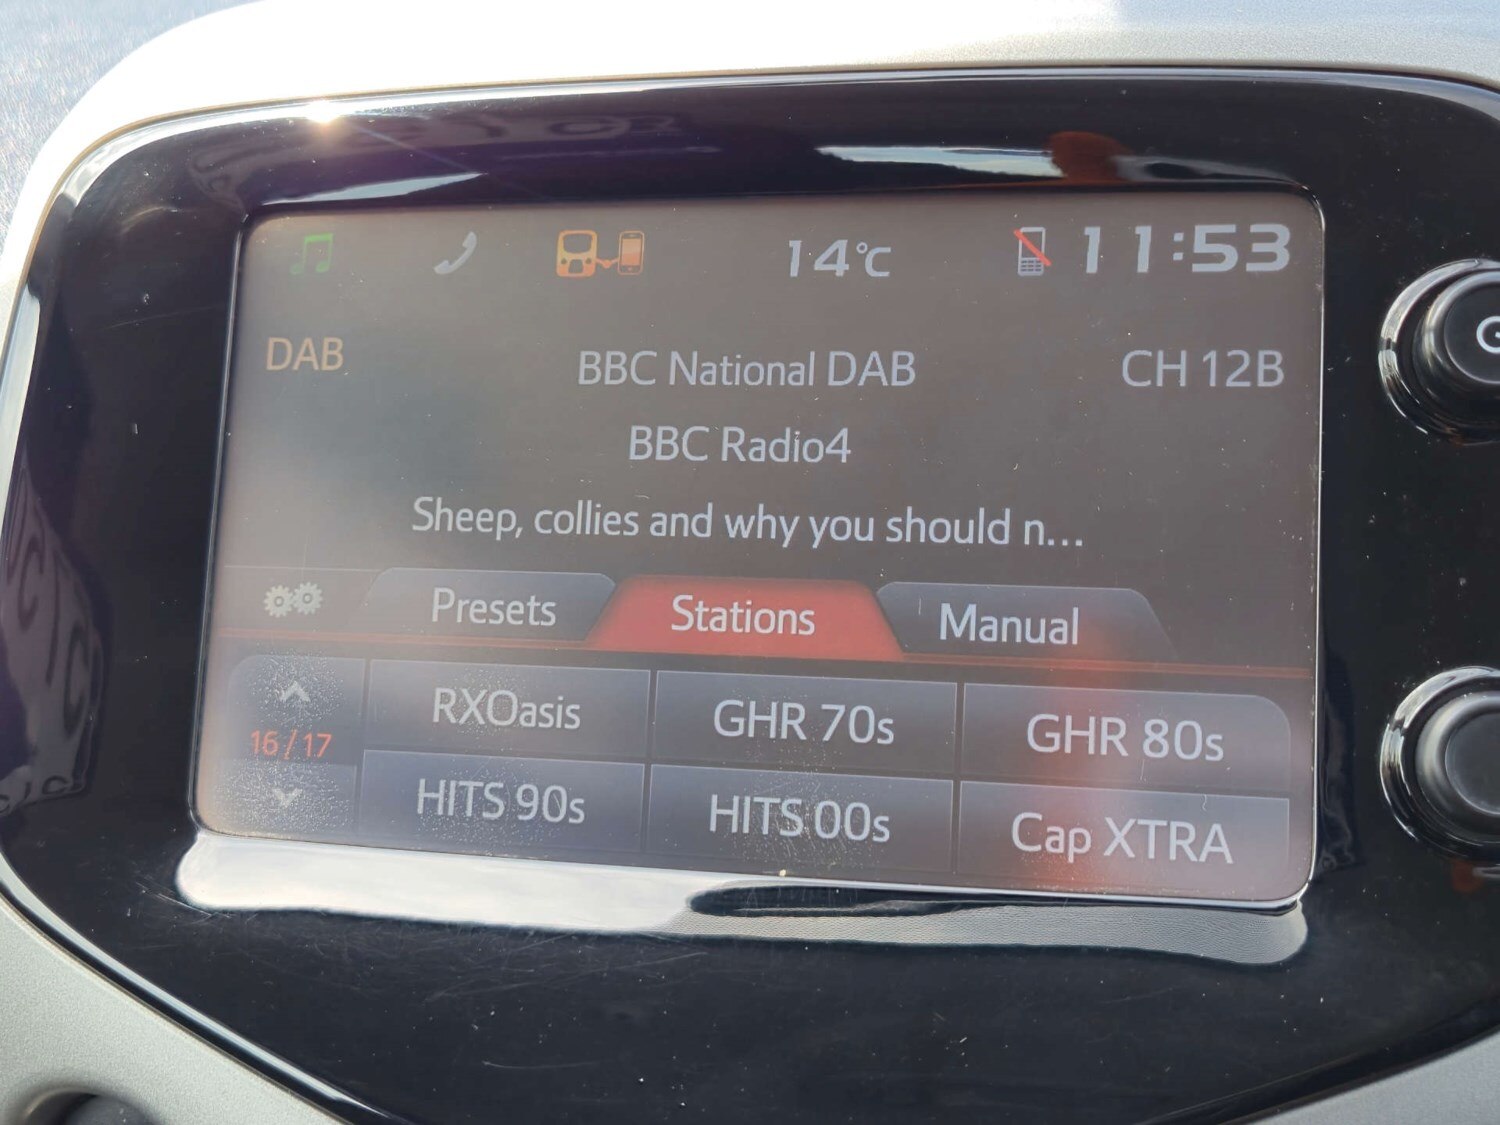 14°C 11:53
DAB BBC National DAB CH 12B
BBC Radio4
Sheep, collies and why you should n...
Presets Stations Manual
RXOasis GHR 70s GHR 80s
16/17
HITS 90s HITS 00s Cap XTRA